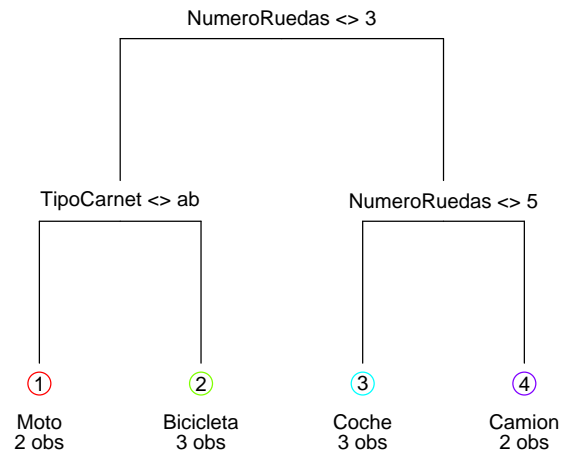 NumeroRuedas <> 3
TipoCarnet <> ab
NumeroRuedas <> 5
1
2
3
4
Moto
2 obs
Bicicleta
3 obs
Coche
3 obs
Camion
2 obs